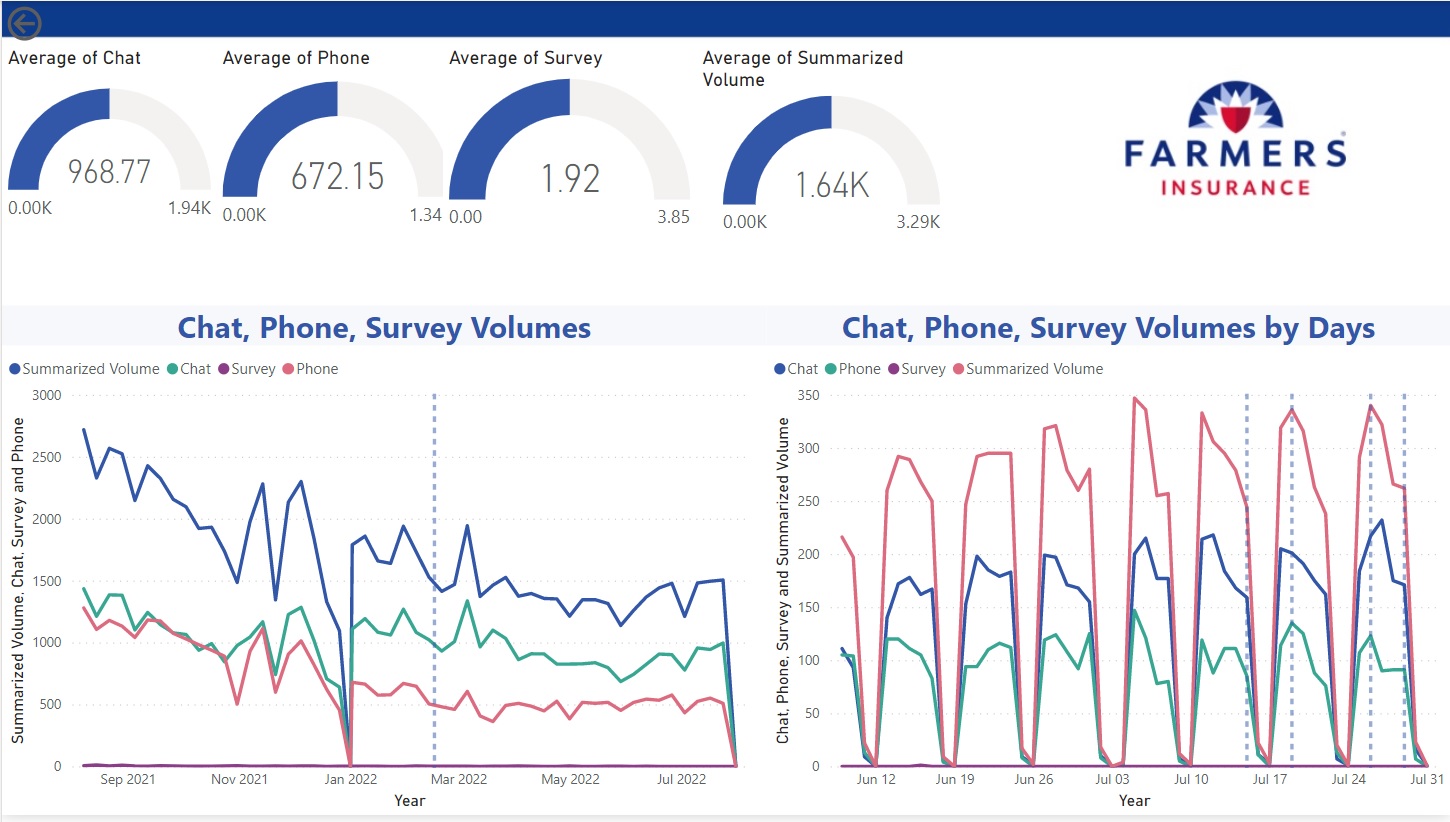 Average of Chat
968.77
0.00K
1.94K
Average of Phone
672.15
0.00K
1.34
Average of Survey
1.92
0.00
3.85
Average of Summarized
Volume
1.64K
0.00K
3.29K
FARMERS
INSURANCE
Chat, Phone, Survey Volumes
Summarized Volume Chat Survey Phone
Summarized Volume, Chat, Survey and Phone
3000
2500
2000
1500
1000
500
0
Sep 2021 Nov 2021 Jan 2022 Mar 2022 May 2022 Jul 2022
Year
Chat, Phone, Survey Volumes by Days
Chat Phone Survey Summarized Volume
Chat, Phone, Survey and Summarized Volume
350
300
250
200
150
100
50
0
Jun 12 Jun 19 Jun 26 Jul 03 Jul 10 Jul 17 Jul 24 Jul 31
Year